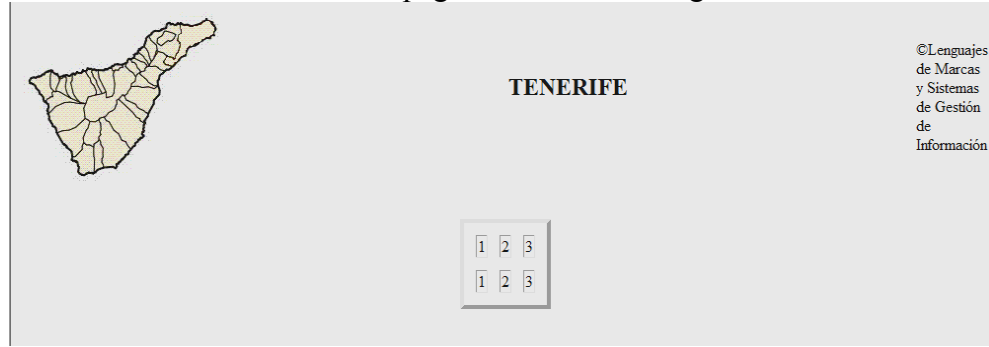 TENERIFE
©Lenguajes
de Marcas
y Sistemas
de Gestión
de
Información
1 2 3
1 2 3